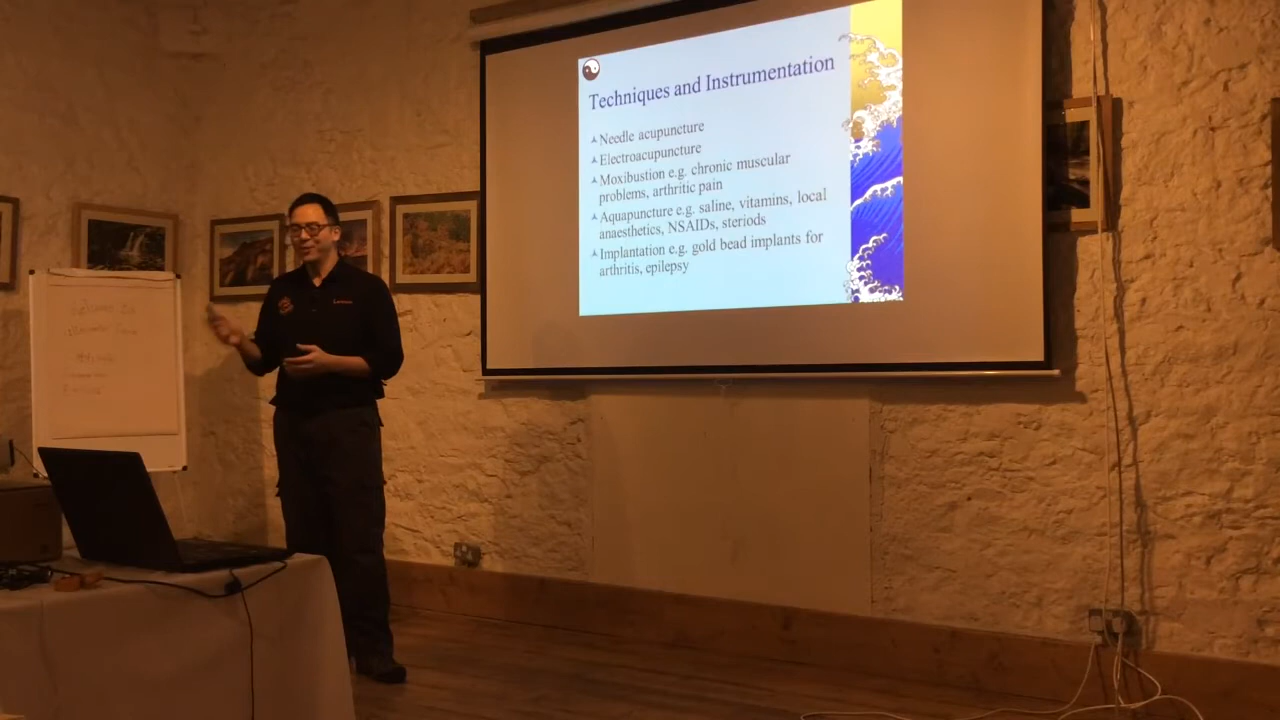 Techniques and Instrumentation
Needle acupuncture
Electroacupuncture
Moxibustion e.g. chronic muscular
problems, arthritic pain
Aquapuncture e.g. saline, vitamins, local
anaesthetics, NSAIDs, steriods
Implantation e.g. gold bead implants for
arthritis, epilepsy